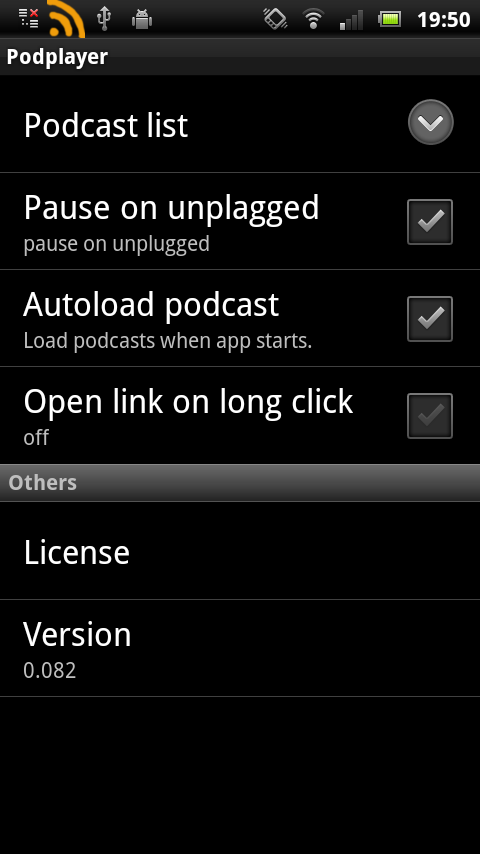 19:50
Podplayer
Podcast list
Pause on unplagged
pause on unplugged
Autoload podcast
Load podcasts when app starts.
Open link on long click
off
Others
License
Version
0.082